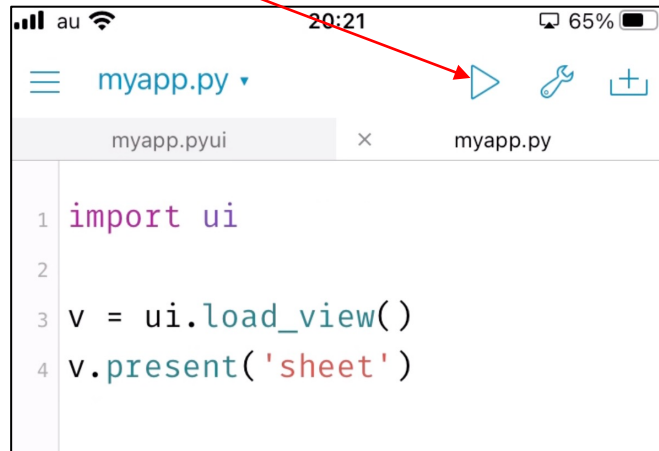 au 20:21 65%
myapp.py ▾
myapp.pyui × myapp.py
1 import ui
2
3 v = ui.load_view()
4 v.present('sheet')